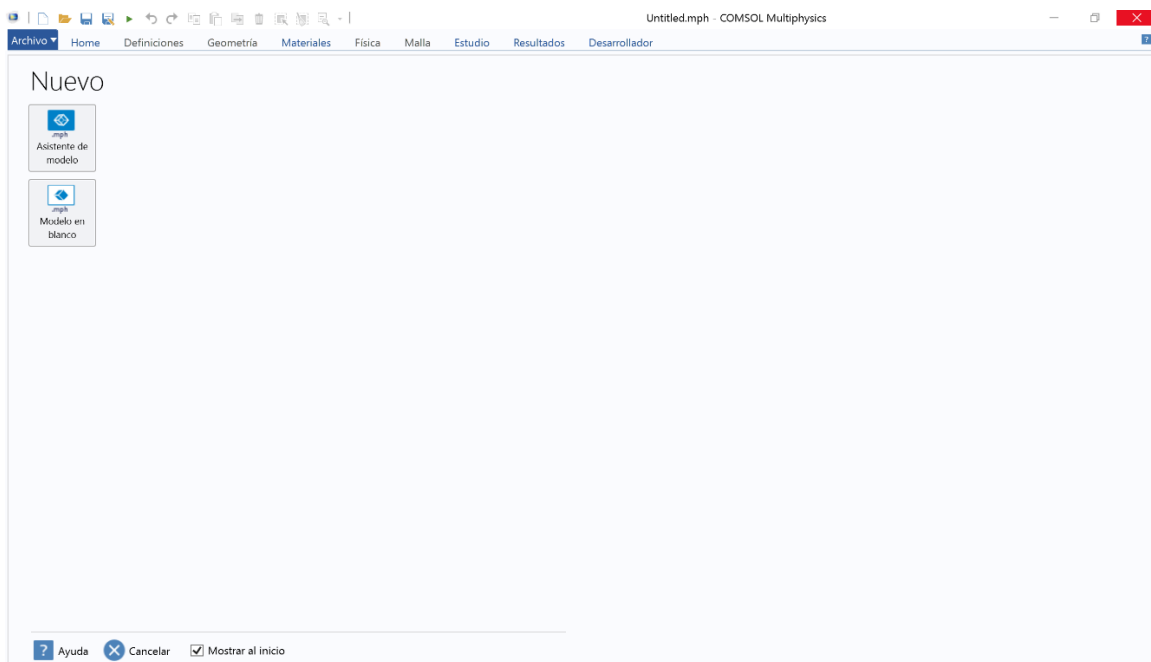 Untitled.mph - COMSOL Multiphysics
Archivo Home Definiciones Geometría Materiales Física Malla Estudio Resultados Desarrollador ?
Nuevo
.mph
Asistente de
modelo
.mph
Modelo en
blanco
? Ayuda Cancelar Mostrar al inicio